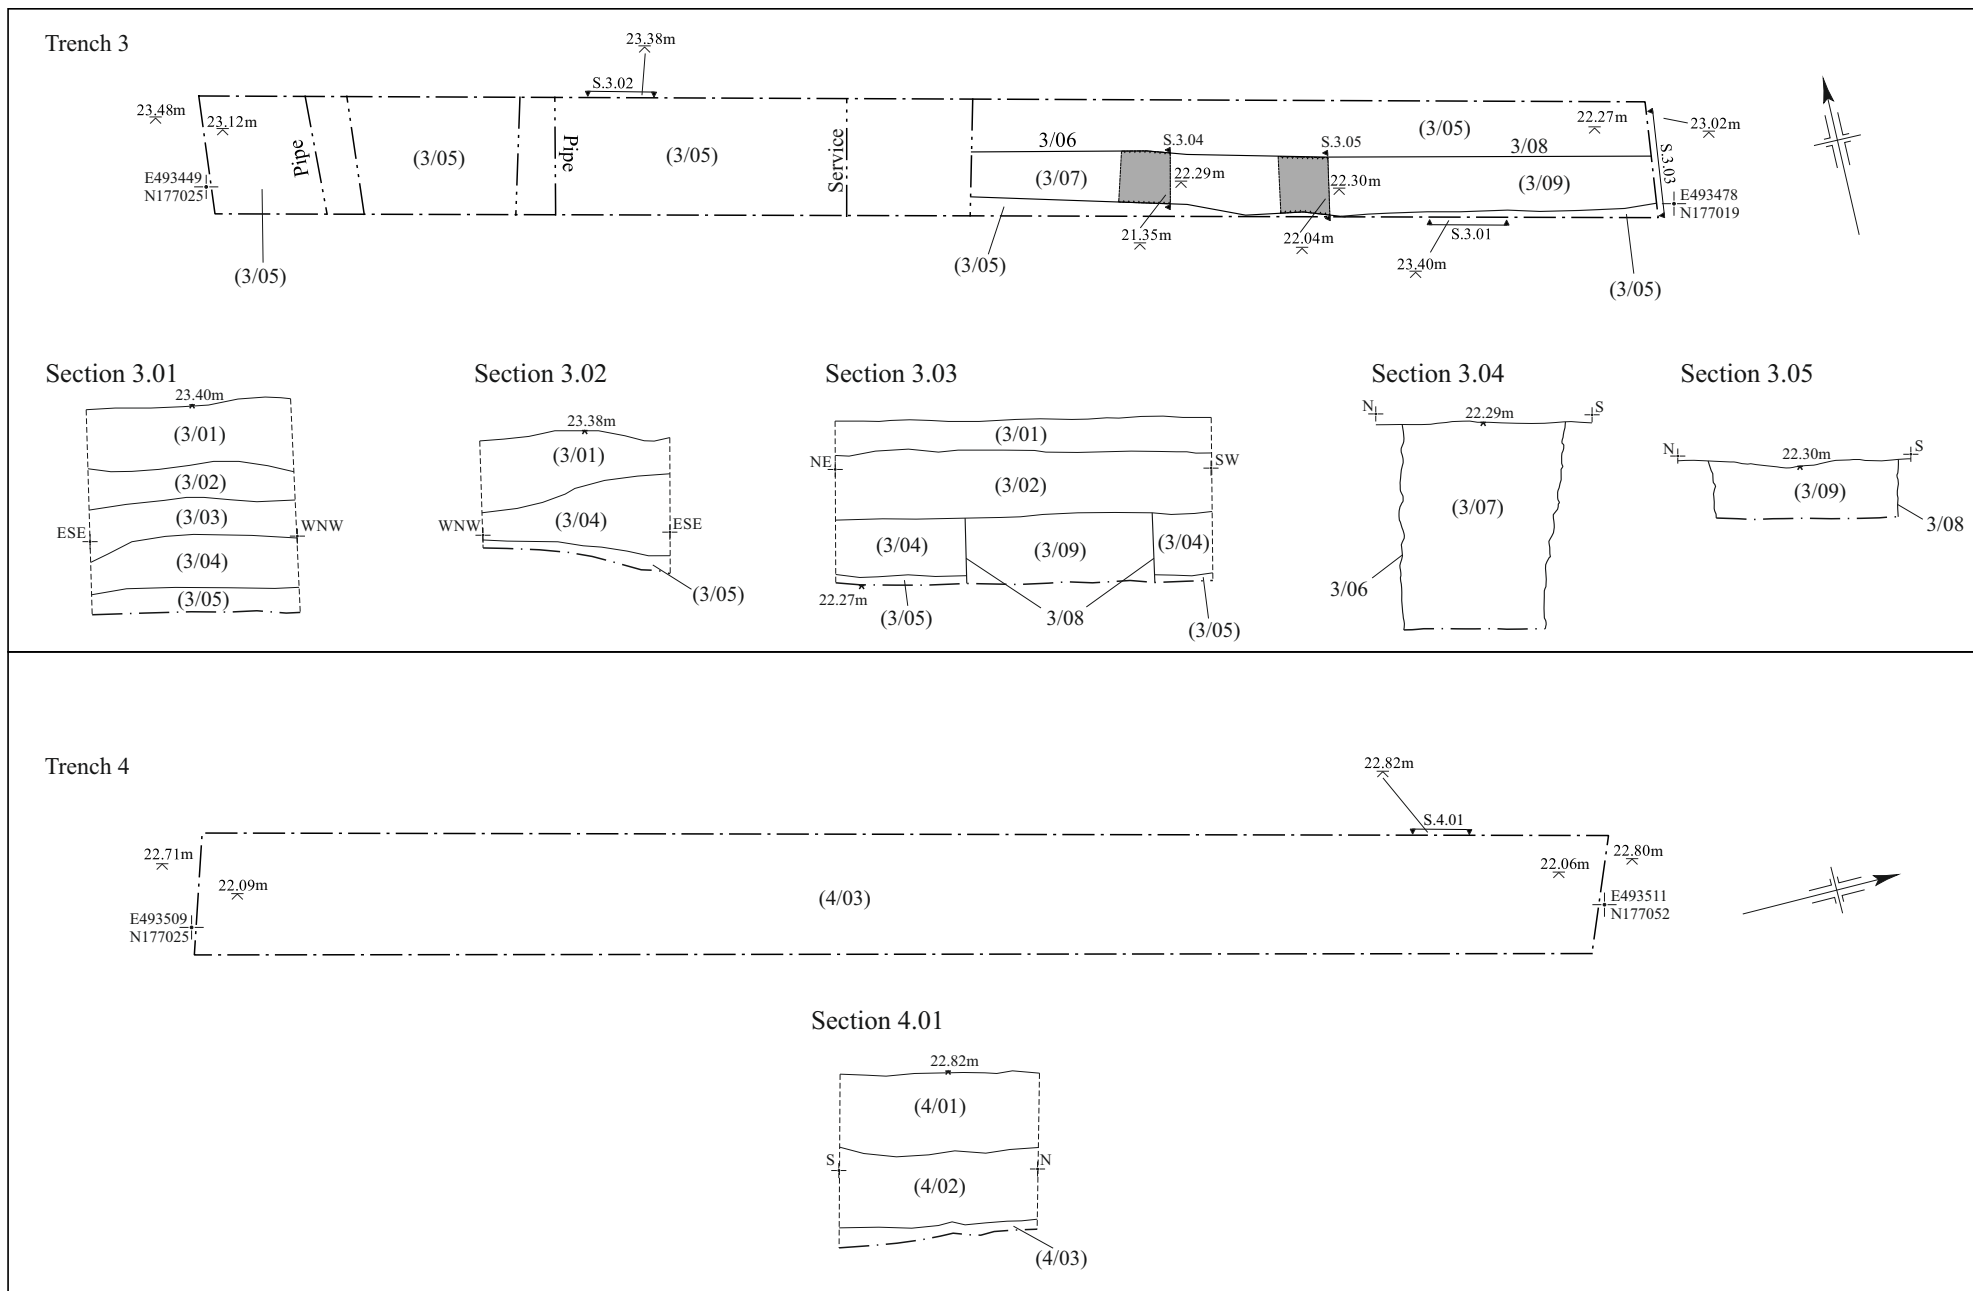 Trench 3
23.38m
S.3.02
23.48m
23.12m
Pipe
(3/05)
Pipe
(3/05)
Service
3/06
S.3.04
S.3.05
(3/05)
22.27m
23.02m
3/08
S.3.03
(3/07)
22.29m
22.30m
(3/09)
E493449
N177025
E493478
N177019
21.35m
22.04m
S.3.01
23.40m
(3/05)
(3/05)
(3/05)
Section 3.01
23.40m
(3/01)
(3/02)
(3/03)
ESE
WNW
(3/04)
(3/05)
Section 3.02
23.38m
(3/01)
(3/04)
WNW
ESE
(3/05)
Section 3.03
(3/01)
NE
SW
(3/02)
(3/04)
(3/09)
(3/04)
22.27m
(3/05)
3/08
(3/05)
Section 3.04
N
22.29m
S
(3/07)
3/06
Section 3.05
N
22.30m
S
(3/09)
3/08
Trench 4
22.82m
S.4.01
22.71m
22.09m
22.06m
22.80m
(4/03)
E493509
N177025
E493511
N177052
Section 4.01
22.82m
(4/01)
S
N
(4/02)
(4/03)